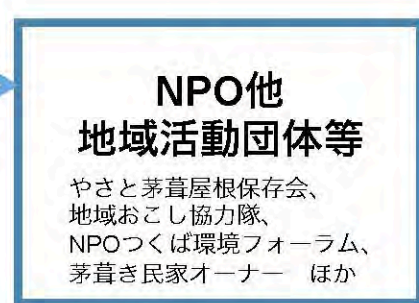 NPO他
地域活動団体等
やさと茅葺屋根保存会、
地域おこし協力隊、
NPOつくば環境フォーラム、
茅葺き民家オーナー　ほか